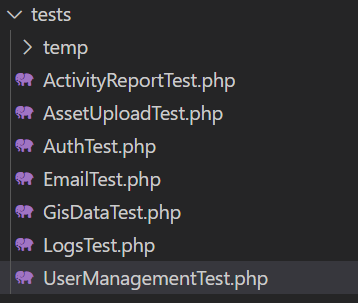 tests
temp
ActivityReportTest.php
AssetUploadTest.php
AuthTest.php
EmailTest.php
GisDataTest.php
LogsTest.php
UserManagementTest.php